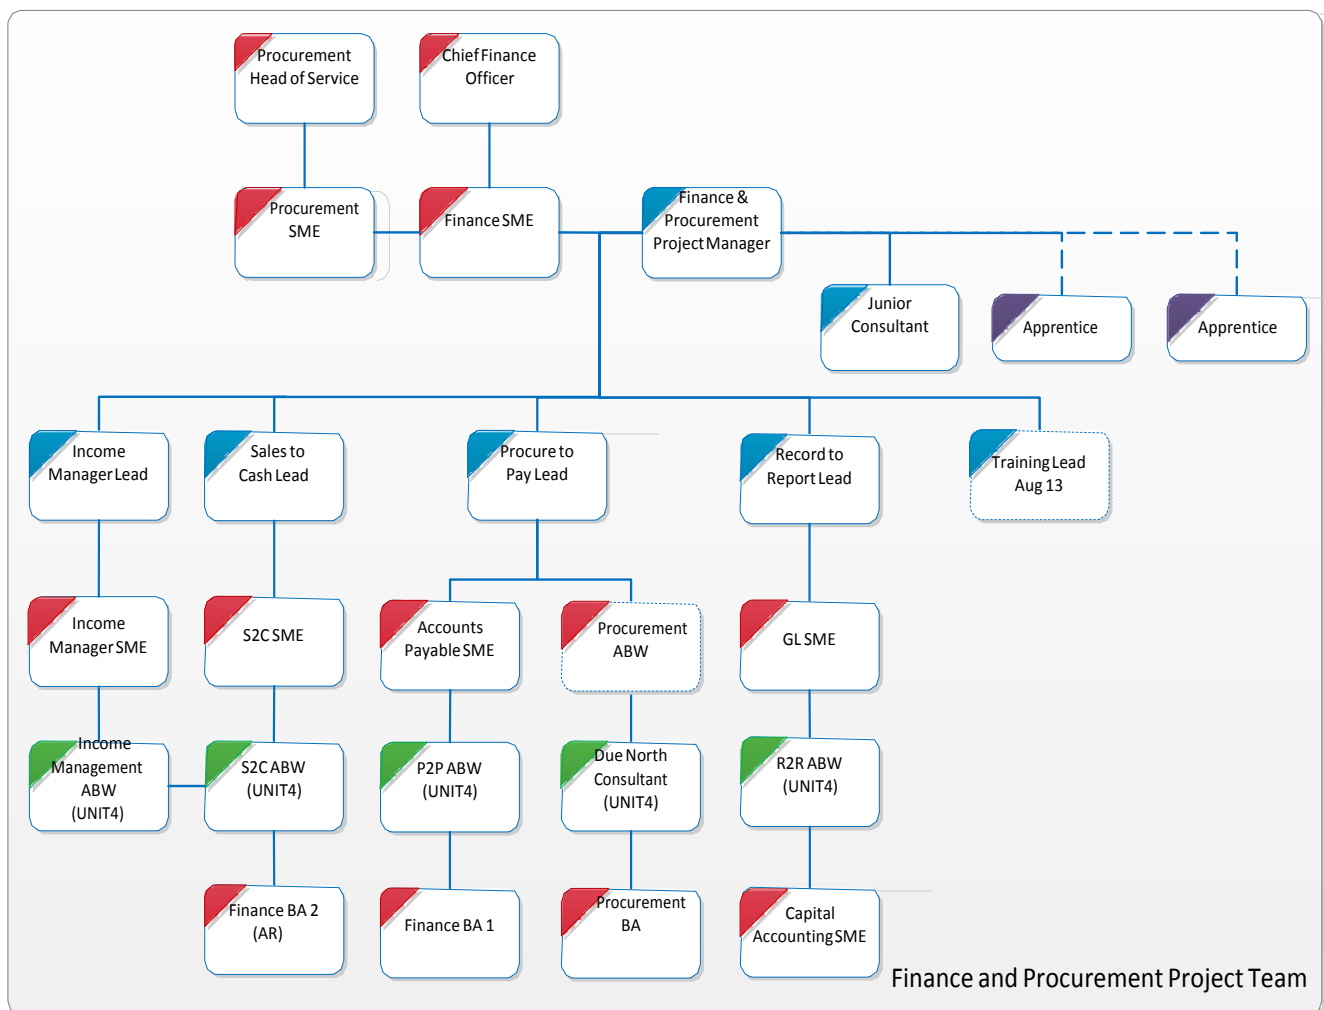 Procurement
Head of Service
Chief Finance
Officer
Procurement
SME
Finance SME
Finance &
Procurement
Project Manager
Junior
Consultant
Apprentice
Apprentice
Income
Manager Lead
Sales to
Cash Lead
Procure to
Pay Lead
Record to
Report Lead
Training Lead
Aug 13
Income
Manager SME
S2C SME
Accounts
Payable SME
Procurement
ABW
GL SME
Income
Management
ABW
(UNIT4)
S2C ABW
(UNIT4)
P2P ABW
(UNIT4)
Due North
Consultant
(UNIT4)
R2R ABW
(UNIT4)
Finance BA 2
(AR)
Finance BA 1
Procurement
BA
Capital
Accounting SME
Finance and Procurement Project Team